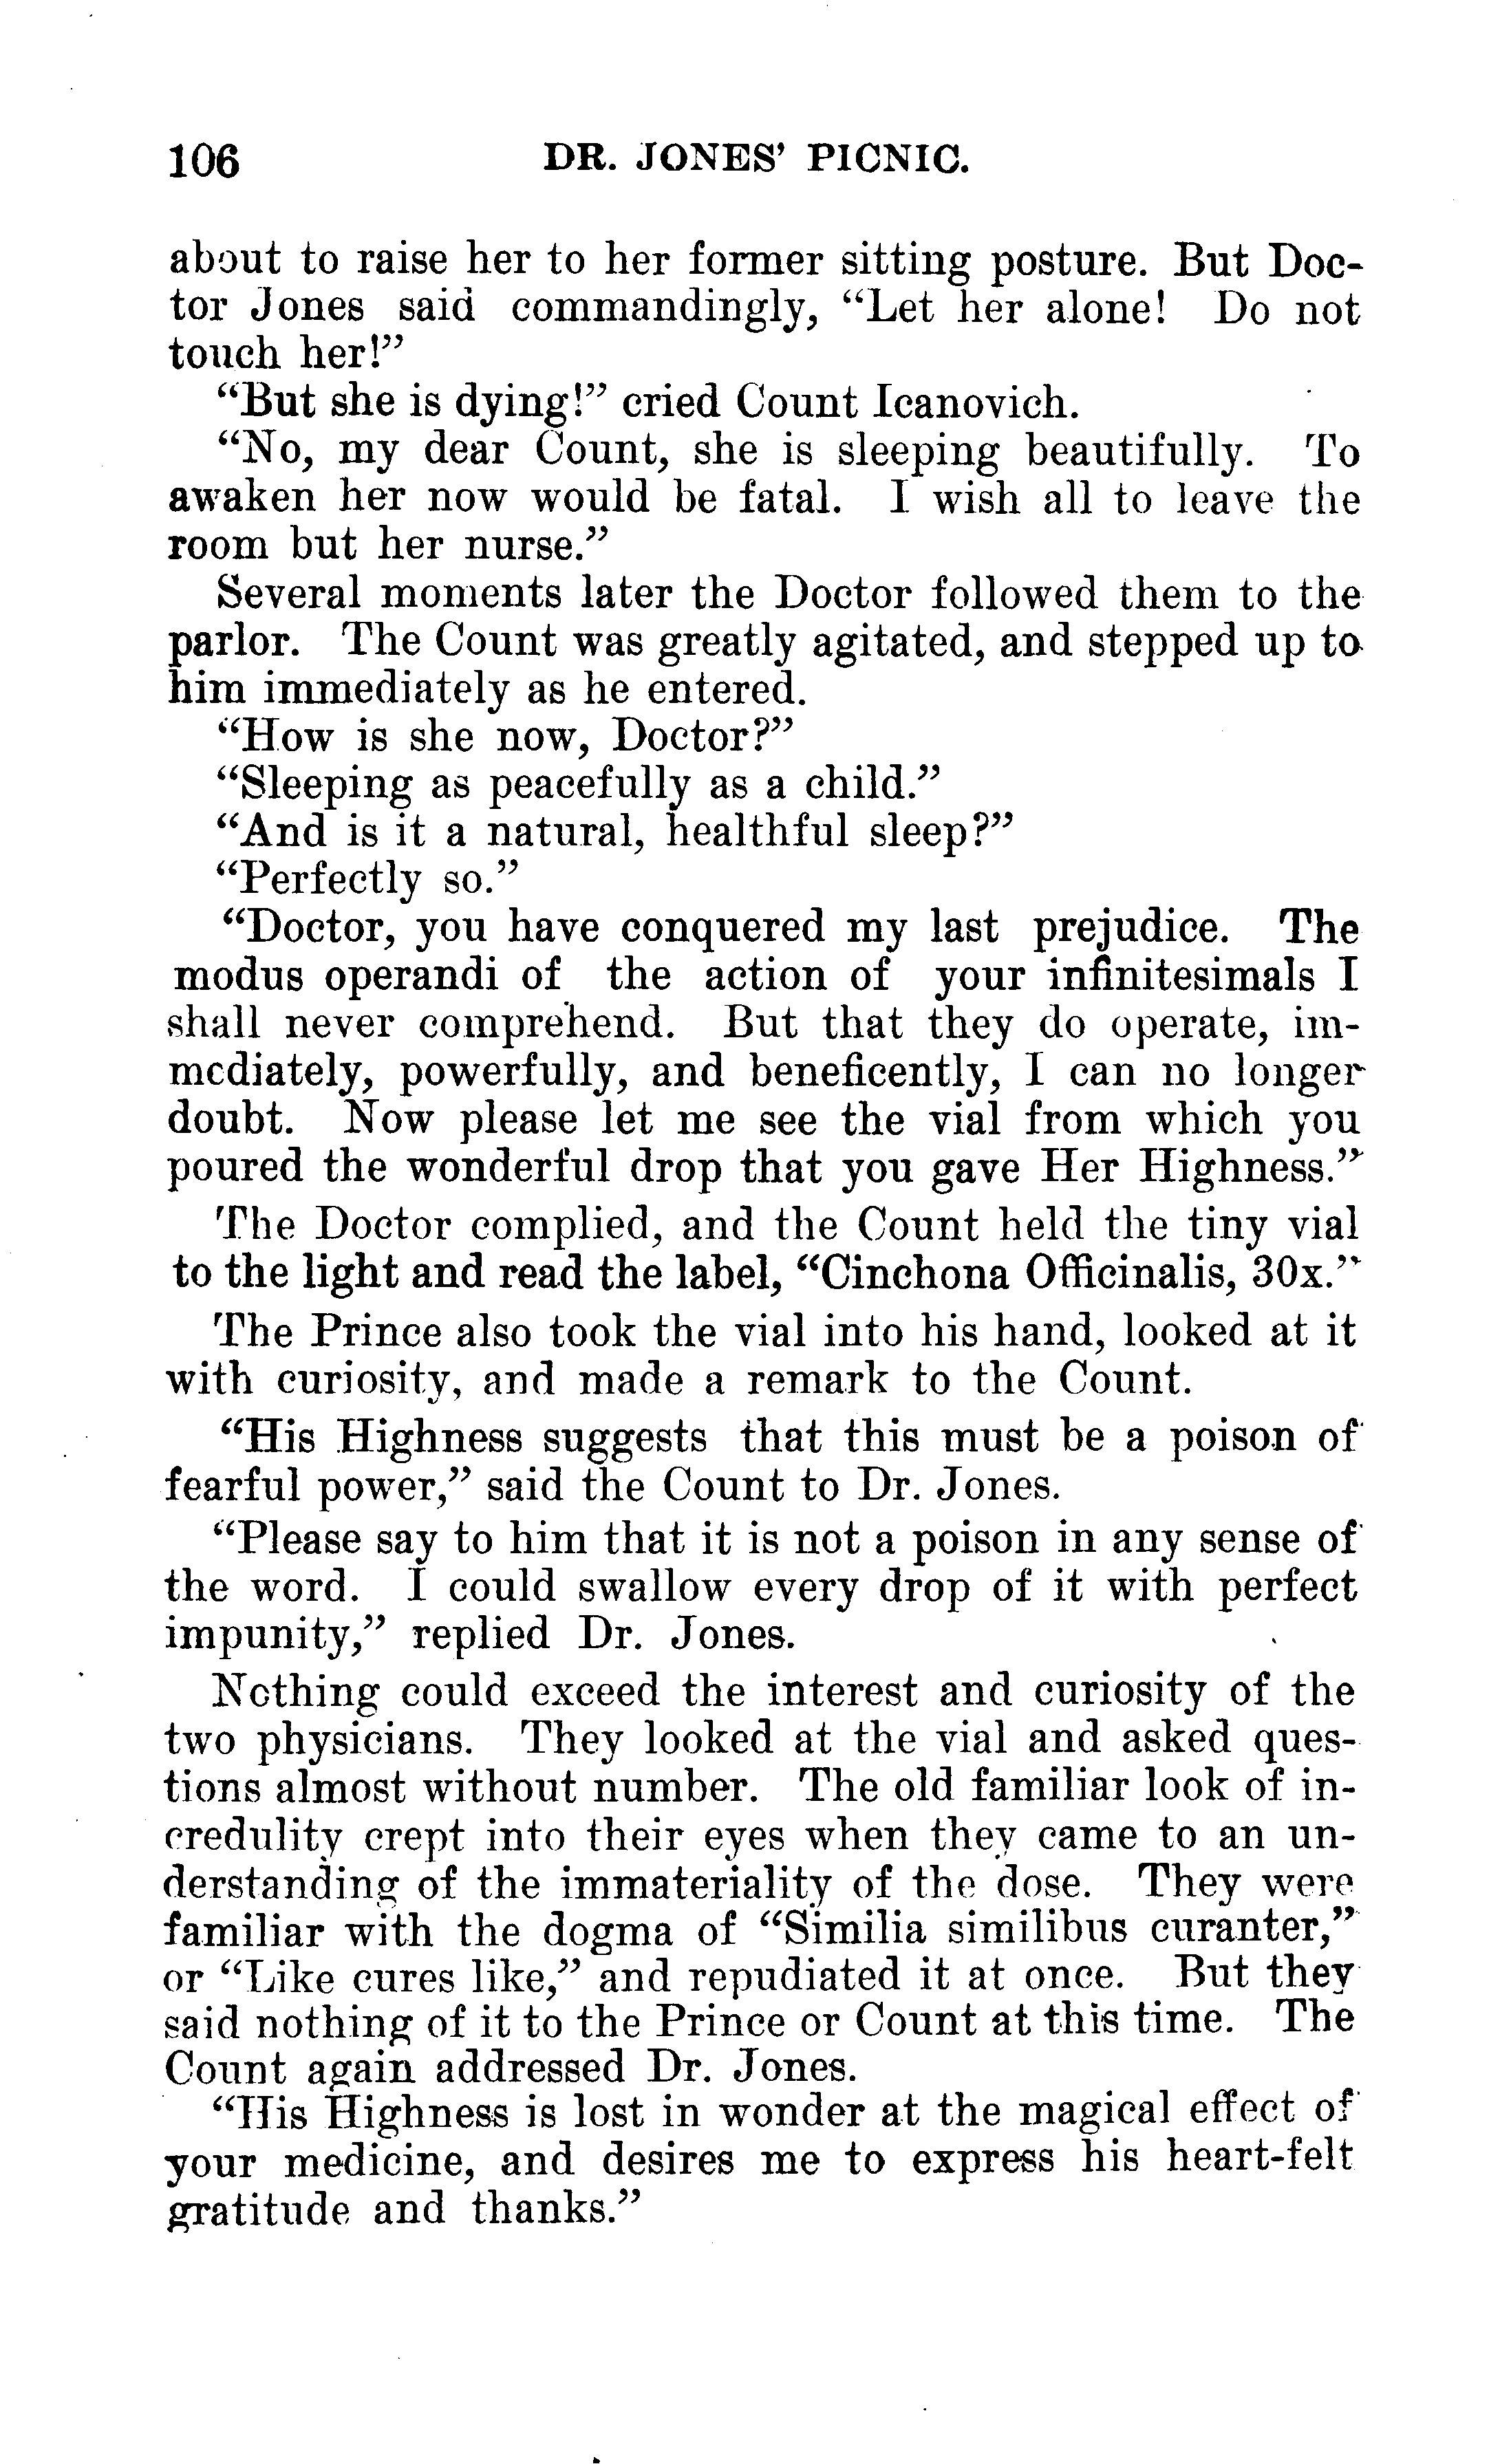 106 DR. JONES' PICNIC.
about to raise her to her former sitting posture. But Doc-
tor Jones said commandingly, “Let her alone! Do not
touch her!”
“But she is dying!” cried Count Icanovich.
“No, my dear Count, she is sleeping beautifully. To
awaken her now would be fatal. I wish all to leave the
room but her nurse.”
Several moments later the Doctor followed them to the
parlor. The Count was greatly agitated, and stepped up to
him immediately as he entered.
“How is she now, Doctor?”
“Sleeping as peacefully as a child.”
“And is it a natural, healthful sleep?”
“Perfectly so.”
“Doctor, you have conquered my last prejudice. The
modus operandi of the action of your infinitesimals I
shall never comprehend. But that they do operate, im-
mediately, powerfully, and beneficently, I can no longer
doubt. Now please let me see the vial from which you
poured the wonderful drop that you gave Her Highness.”
The Doctor complied, and the Count held the tiny vial
to the light and read the label, “Cinchona Officinalis, 30x.”
The Prince also took the vial into his hand, looked at it
with curiosity, and made a remark to the Count.
“His Highness suggests that this must be a poison of
fearful power,” said the Count to Dr. Jones.
“Please say to him that it is not a poison in any sense of
the word. I could swallow every drop of it with perfect
impunity,” replied Dr. Jones.
Nothing could exceed the interest and curiosity of the
two physicians. They looked at the vial and asked ques-
tions almost without number. The old familiar look of in-
credulity crept into their eyes when they came to an un-
derstanding of the immateriality of the dose. They were
familiar with the dogma of “Similia similibus curanter,”
or “Like cures like,” and repudiated it at once. But they
said nothing of it to the Prince or Count at this time. The
Count again addressed Dr. Jones.
“His Highness is lost in wonder at the magical effect of
your medicine, and desires me to express his heart-felt
gratitude and thanks.”